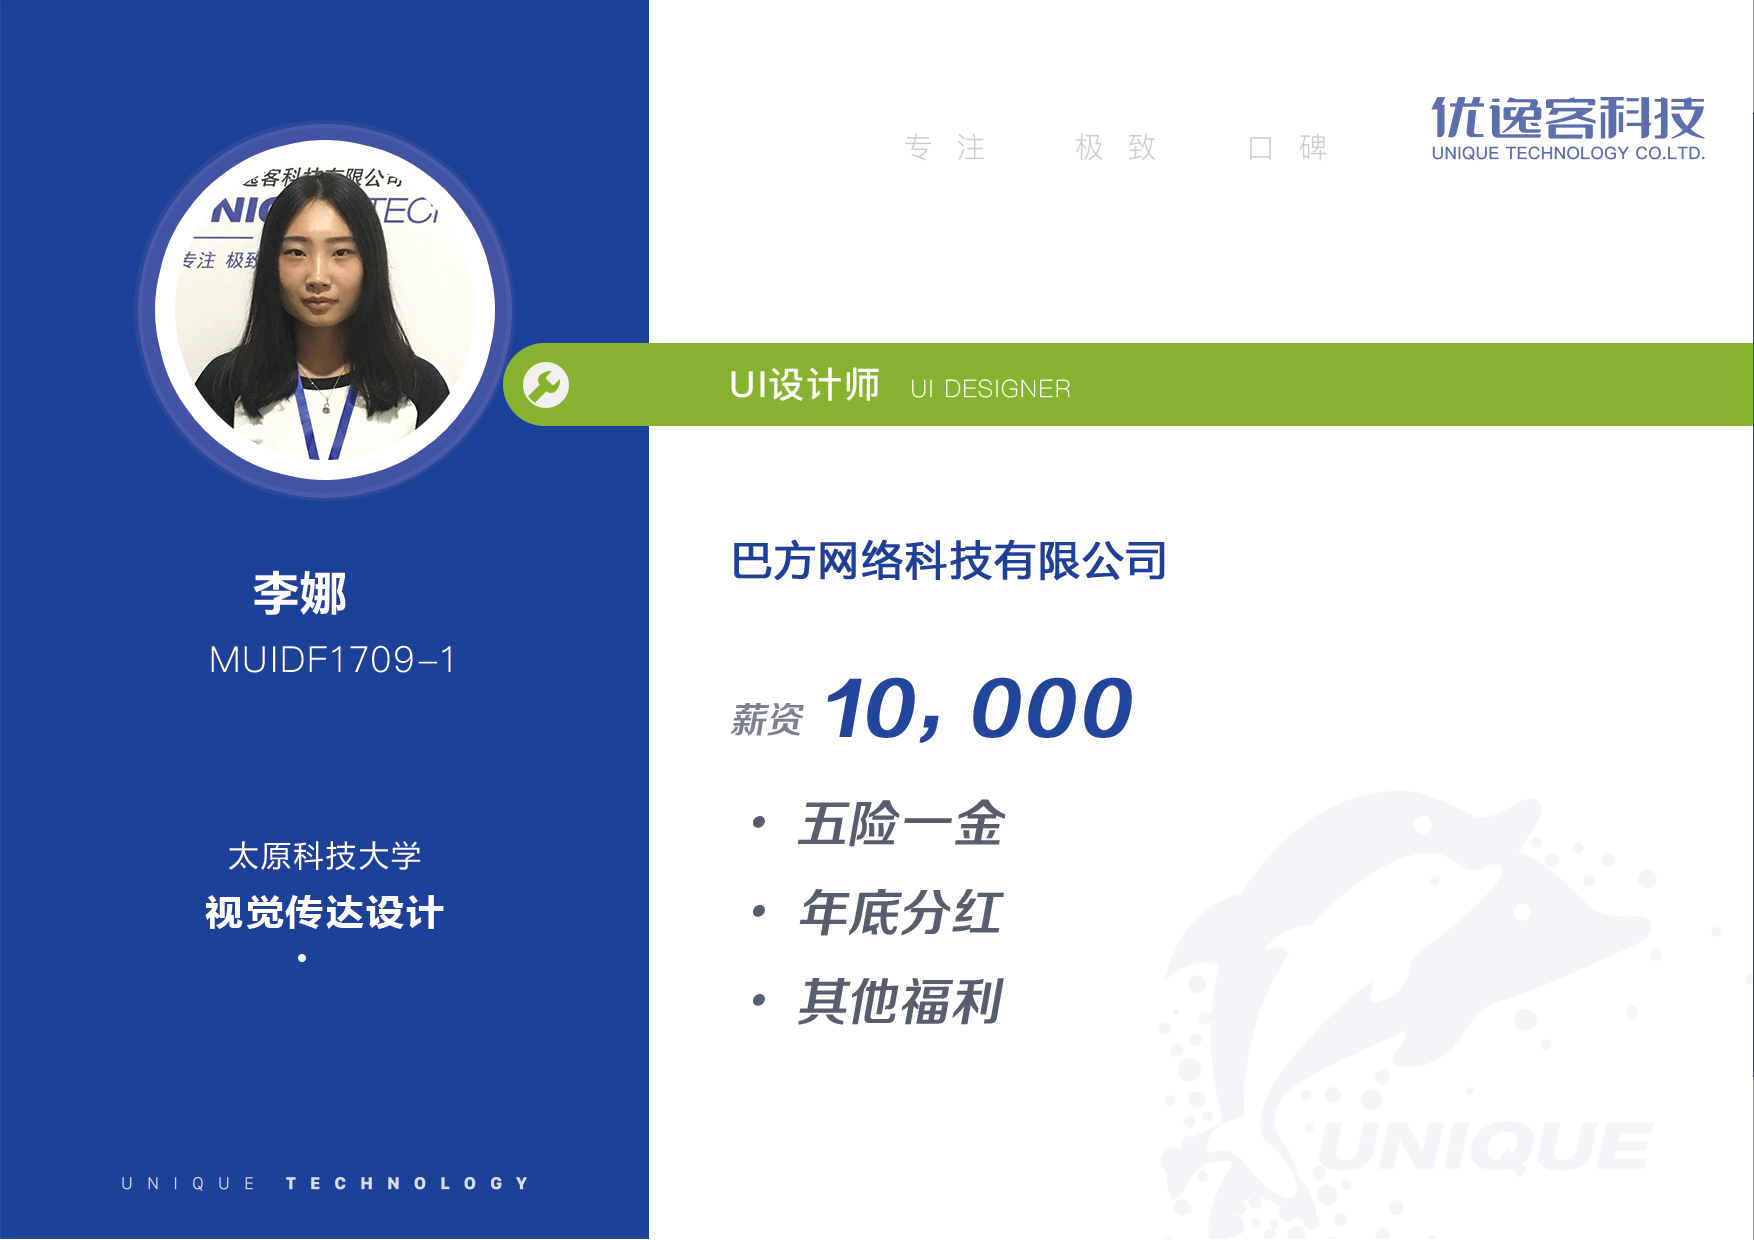 专注 极致 口碑
优逸客科技
UNIQUE TECHNOLOGY CO.LTD.
逸客科技有限公司
TECH
专注 极致
UI设计师 UI DESIGNER
李娜
MUIDF1709-1
太原科技大学
视觉传达设计
UNIQUE TECHNOLOGY
巴方网络科技有限公司
薪资 10，000
• 五险一金
• 年底分红
• 其他福利
UNIQUE